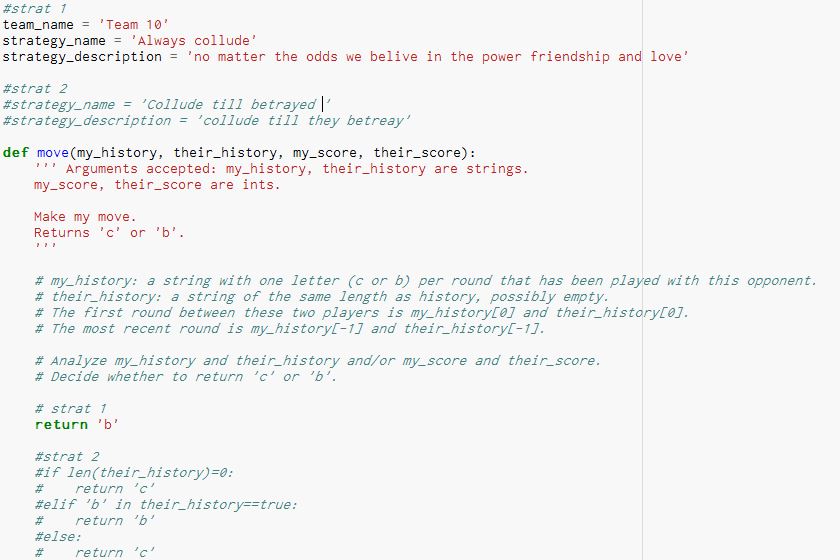 #strat 1
team_name = 'Team 10'
strategy_name = 'Always collude'
strategy_description = 'no matter the odds we belive in the power friendship and love'
#strat 2
#strategy_name = 'Collude till betrayed '
#strategy_description = 'collude till they betreay'
def move(my_history, their_history, my_score, their_score):
    ''' Arguments accepted: my_history, their_history are strings.
    my_score, their_score are ints.
    Make my move.
    Returns 'c' or 'b'.
    '''
    # my_history: a string with one letter (c or b) per round that has been played with this opponent.
    # their_history: a string of the same length as history, possibly empty.
    # The first round between these two players is my_history[0] and their_history[0].
    # The most recent round is my_history[-1] and their_history[-1].
    # Analyze my_history and their_history and/or my_score and their_score.
    # Decide whether to return 'c' or 'b'.
    # strat 1
    return 'b'
    #strat 2
    #if len(their_history)=0:
    #    return 'c'
    #elif 'b' in their_history==true:
    #    return 'b'
    #else:
    #    return 'c'